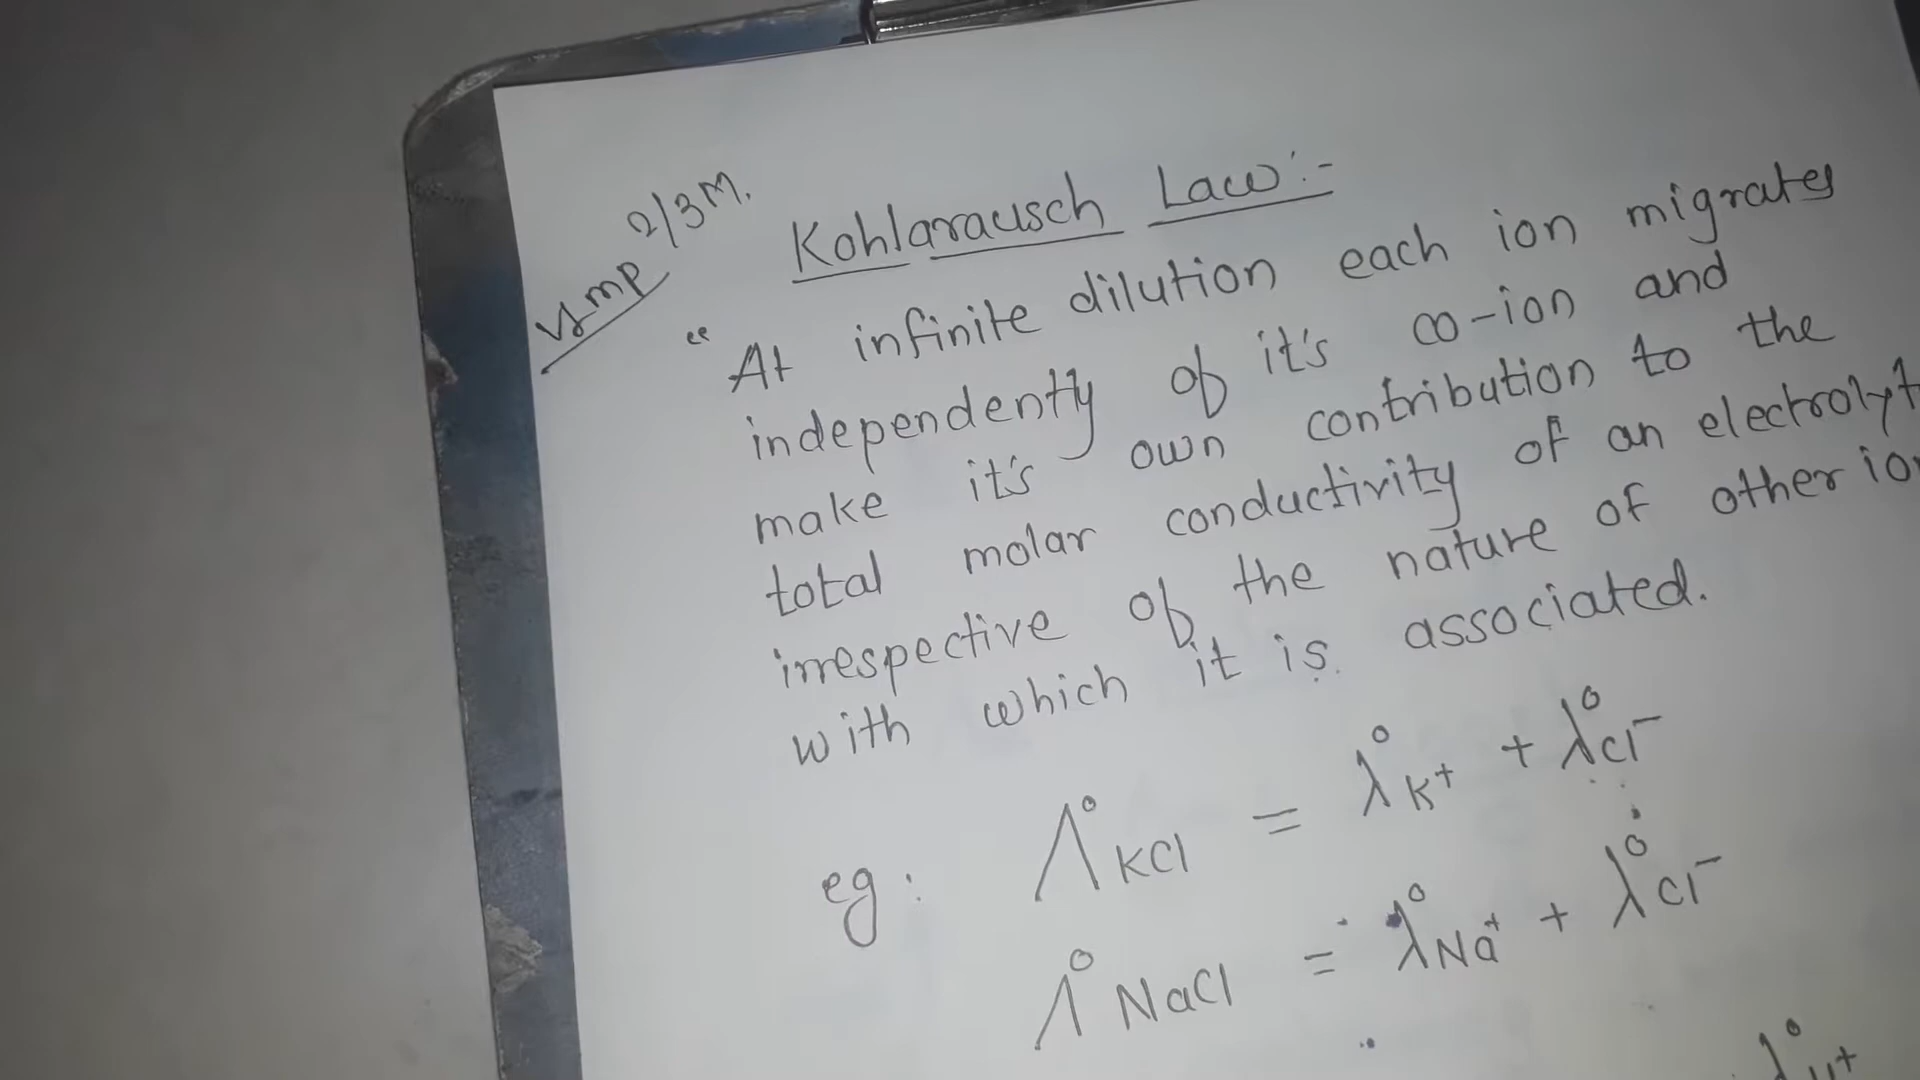 2/3M.
VImp
Kohlarausch Law:-
“At infinite dilution each ion migrates
independently of it's co-ion and
make it's own contribution to the
total molar conductivity of an electrolyt
irrespective of the nature of other ion
with which it is associated.
eg: Λ°KCl = λ°K+ + λ°Cl-
Λ°NaCl = λ°Na+ + λ°Cl-